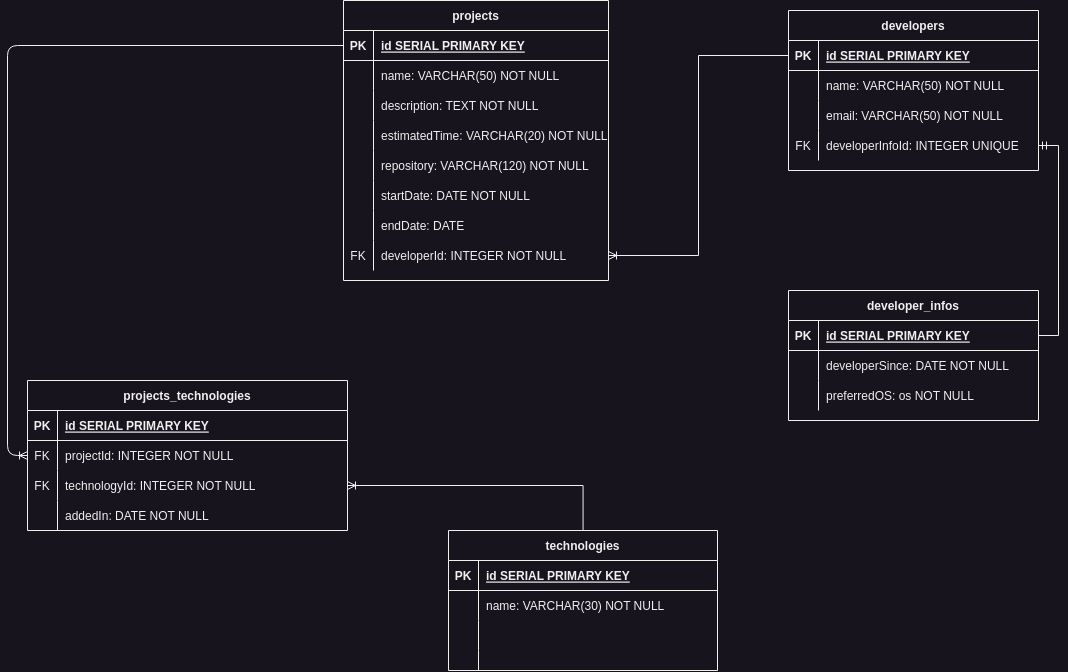 projects
PK id SERIAL PRIMARY KEY
name: VARCHAR(50) NOT NULL
description: TEXT NOT NULL
estimatedTime: VARCHAR(20) NOT NULL
repository: VARCHAR(120) NOT NULL
startDate: DATE NOT NULL
endDate: DATE
FK developerId: INTEGER NOT NULL
developers
PK id SERIAL PRIMARY KEY
name: VARCHAR(50) NOT NULL
email: VARCHAR(50) NOT NULL
FK developerInfoId: INTEGER UNIQUE
developer_infos
PK id SERIAL PRIMARY KEY
developerSince: DATE NOT NULL
preferredOS: os NOT NULL
projects_technologies
PK id SERIAL PRIMARY KEY
FK projectId: INTEGER NOT NULL
FK technologyId: INTEGER NOT NULL
addedIn: DATE NOT NULL
technologies
PK id SERIAL PRIMARY KEY
name: VARCHAR(30) NOT NULL